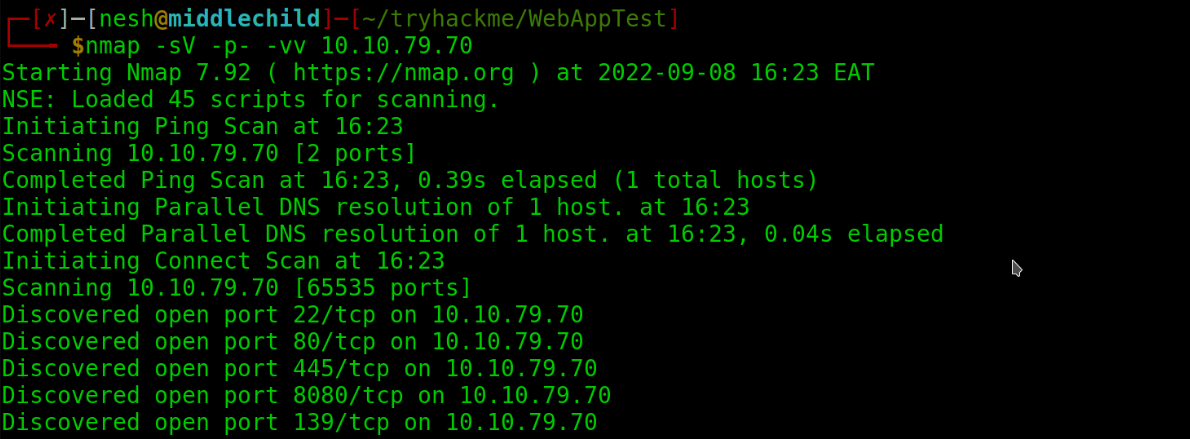 ┌─[✗]─[nesh@middlechild]─[~/tryhackme/WebAppTest]
└──╼ $nmap -sV -p- -vv 10.10.79.70
Starting Nmap 7.92 ( https://nmap.org ) at 2022-09-08 16:23 EAT
NSE: Loaded 45 scripts for scanning.
Initiating Ping Scan at 16:23
Scanning 10.10.79.70 [2 ports]
Completed Ping Scan at 16:23, 0.39s elapsed (1 total hosts)
Initiating Parallel DNS resolution of 1 host. at 16:23
Completed Parallel DNS resolution of 1 host. at 16:23, 0.04s elapsed
Initiating Connect Scan at 16:23
Scanning 10.10.79.70 [65535 ports]
Discovered open port 22/tcp on 10.10.79.70
Discovered open port 80/tcp on 10.10.79.70
Discovered open port 445/tcp on 10.10.79.70
Discovered open port 8080/tcp on 10.10.79.70
Discovered open port 139/tcp on 10.10.79.70